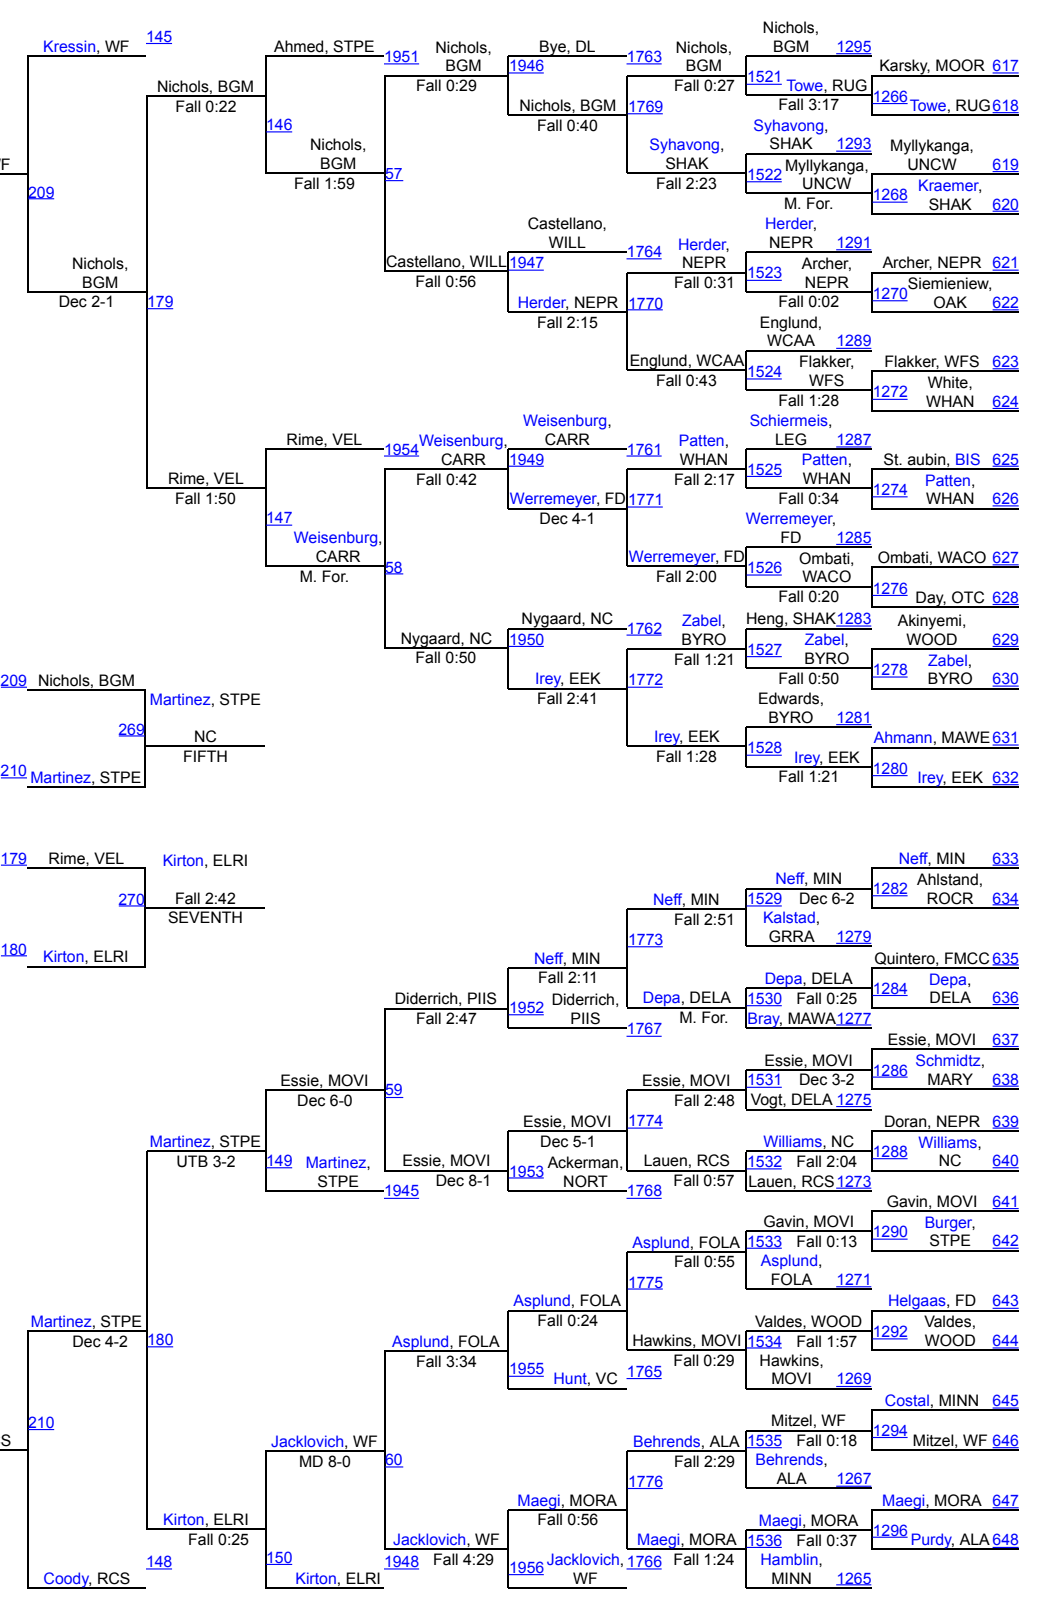 Nichols,
Kressin, WF 145 Ahmed, STPE 1951 Nichols, BGM Bye, DL 1763 Nichols, BGM BGM 1295
Karsky, MOOR 617
1946 1521 Towe, RUG
Nichols, BGM Fall 0:29 Fall 0:27 1266
Fall 0:22 Nichols, BGM 1769 Fall 3:17 Towe, RUG 618
146 Fall 0:40 Syhavong,
Nichols, BGM Syhavong, SHAK SHAK 1293 Myllykanga, UNCW 619
F 57 1522 Myllykanga, UNCW
Fall 1:59 Fall 2:23 1268 Kraemer, SHAK 620
209 M. For.
Castellano, WILL 1764 Herder, NEPR Herder, NEPR 1291
Nichols, BGM Castellano, WILL 1947 1523 Archer, NEPR Archer, NEPR 621
Fall 0:56 Fall 0:31 1270 Siemieniew, OAK 622
Dec 2-1 179 Herder, NEPR 1770 Fall 0:02
Fall 2:15 Englund, WCAA 1289
Englund, WCAA 1524 Flakker, WFS Flakker, WFS 623
Fall 0:43 Fall 1:28 1272 White, WHAN 624
Rime, VEL 1954 Weisenburg, CARR Weisenburg, CARR 1761 Patten, WHAN Schiermeis, LEG 1287
1949 1525 Patten, WHAN St. aubin, BIS 625
Rime, VEL Fall 0:42 Fall 2:17 1274 Patten, WHAN 626
Fall 1:50 Werremeyer, FD 1771 Fall 0:34
147 Dec 4-1 Werremeyer, FD 1285
Weisenburg, CARR Werremeyer, FD 1526 Ombati, WACO Ombati, WACO 627
M. For. 58 Fall 2:00 Fall 0:20 1276 Day, OTC 628
Nygaard, NC 1762 Zabel, BYRO Heng, SHAK 1283 Akinyemi, WOOD 629
Nygaard, NC 1950 1527 Zabel, BYRO
Fall 0:50 Fall 1:21 Fall 0:50 1278 Zabel, BYRO 630
209 Nichols, BGM Irey, EEK 1772
Martinez, STPE Fall 2:41 Edwards, BYRO 1281
269 NC Irey, EEK 1528 Irey, EEK Ahmann, MAWE 631
FIFTH Fall 1:28 Fall 1:21 1280 Irey, EEK 632
210 Martinez, STPE
179 Rime, VEL Kirton, ELRI Neff, MIN 633
Neff, MIN 1282 Ahlstand, ROCR 634
270 Fall 2:42 Neff, MIN 1529 Dec 6-2
SEVENTH Fall 2:51 Kalstad, GRRA 1279
180 Kirton, ELRI 1773
Neff, MIN Quintero, FMCC 635
Fall 2:11 Depa, DELA 1284 Depa, DELA 636
Diderrich, PIIS 1952 Diderrich, PIIS Depa, DELA 1530 Fall 0:25
Fall 2:47 1767 M. For. Bray, MAWA 1277
Essie, MOVI 637
Essie, MOVI 1286 Schmidtz, MARY 638
Essie, MOVI 59 Essie, MOVI 1531 Dec 3-2
Dec 6-0 Fall 2:48 Vogt, DELA 1275
Essie, MOVI 1774 Doran, NEPR 639
Martinez, STPE Dec 5-1 Williams, NC 1288 Williams, NC 640
UTB 3-2 149 Martinez, STPE Essie, MOVI 1953 Ackerman, NORT Lauen, RCS 1532 Fall 2:04
1945 Dec 8-1 1768 Fall 0:57 Lauen, RCS 1273
Gavin, MOVI 641
Gavin, MOVI 1290 Burger, STPE 642
Asplund, FOLA 1533 Fall 0:13
Fall 0:55 Asplund, FOLA 1271
1775
Asplund, FOLA Helgaas, FD 643
Martinez, STPE Fall 0:24 Valdes, WOOD 1292 Valdes, WOOD 644
Dec 4-2 180 Asplund, FOLA Hawkins, MOVI 1534 Fall 1:57
Fall 3:34 1955 Hunt, VC 1765 Fall 0:29 Hawkins, MOVI 1269
Costal, MINN 645
210 Mitzel, WF 1294 Mitzel, WF 646
S Jacklovich, WF 60 Behrends, ALA 1535 Fall 0:18
MD 8-0 Fall 2:29 Behrends, ALA 1267
1776
Maegi, MORA Maegi, MORA 647
Kirton, ELRI Fall 0:56 Maegi, MORA 1296 Purdy, ALA 648
Fall 0:25 Jacklovich, WF Maegi, MORA 1536 Fall 0:37
148 150 1948 Fall 4:29 1956 Jacklovich, WF 1766 Fall 1:24 Hamblin, MINN 1265
Coody, RCS Kirton, ELRI